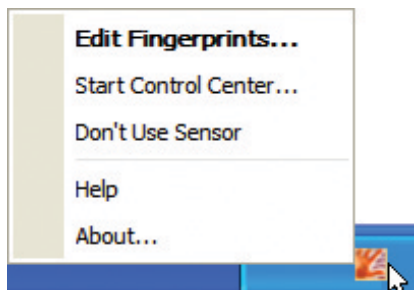 Edit Fingerprints...
Start Control Center...
Don't Use Sensor
Help
About...